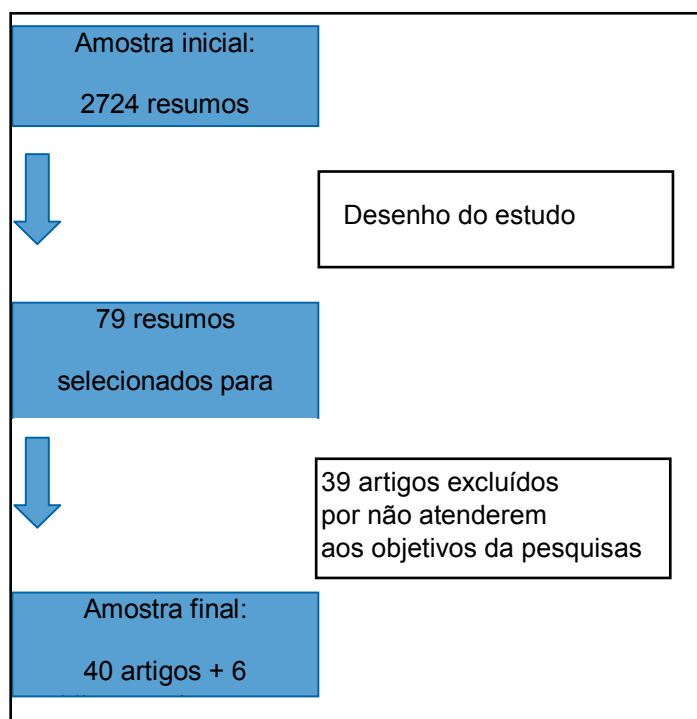 Amostra inicial:
2724 resumos
Desenho do estudo
79 resumos
selecionados para
39 artigos excluídos
por não atenderem
aos objetivos da pesquisas
Amostra final:
40 artigos + 6